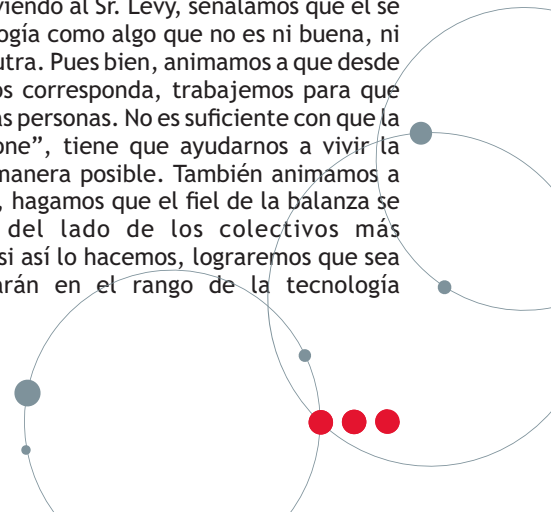 viendo al Sr. Levy, señalamos que él se
ogía como algo que no es ni buena, ni
utra. Pues bien, animamos a que desde
os corresponda, trabajemos para que
as personas. No es suficiente con que la
one”, tiene que ayudarnos a vivir la
manera posible. También animamos a
, hagamos que el fiel de la balanza se
del lado de los colectivos más
si así lo hacemos, lograremos que sea
arán en el rango de la tecnología